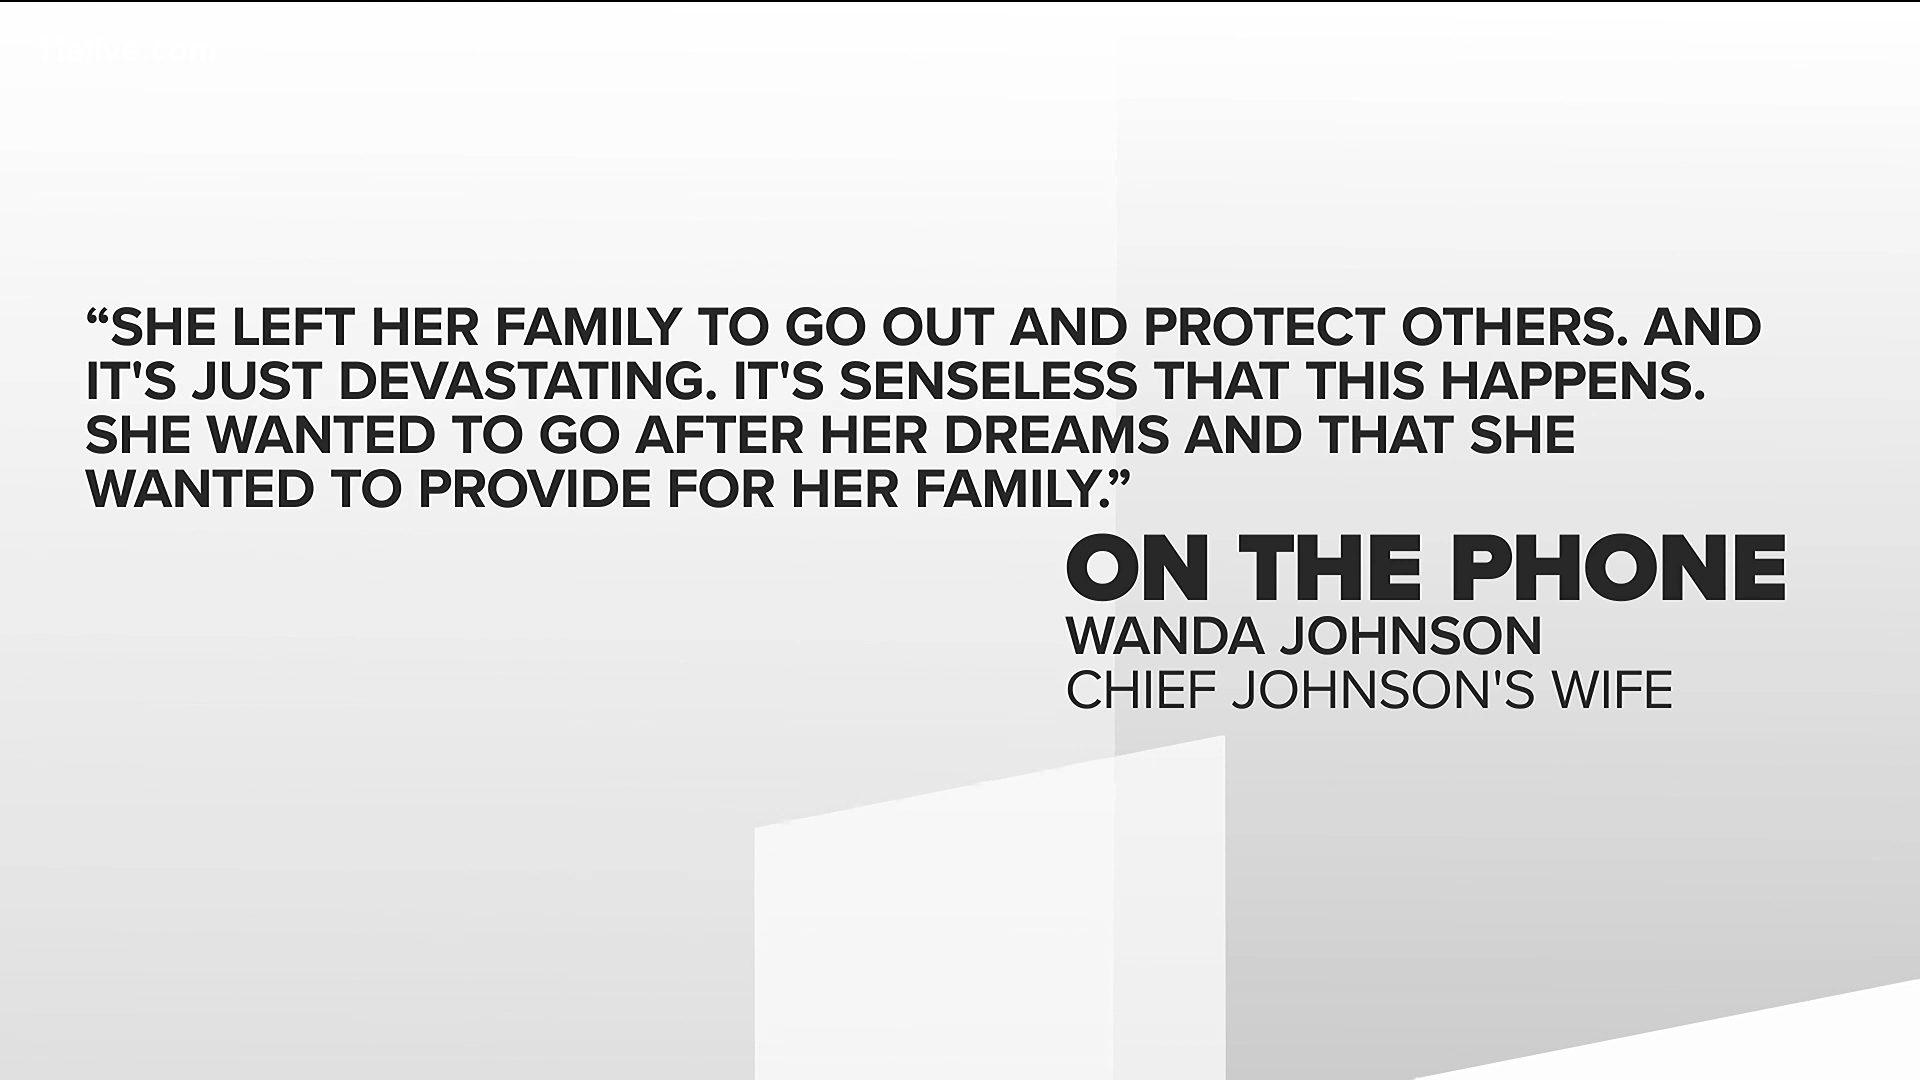 “SHE LEFT HER FAMILY TO GO OUT AND PROTECT OTHERS. AND
IT'S JUST DEVASTATING. IT'S SENSELESS THAT THIS HAPPENS.
SHE WANTED TO GO AFTER HER DREAMS AND THAT SHE
WANTED TO PROVIDE FOR HER FAMILY.”
ON THE PHONE
WANDA JOHNSON
CHIEF JOHNSON'S WIFE